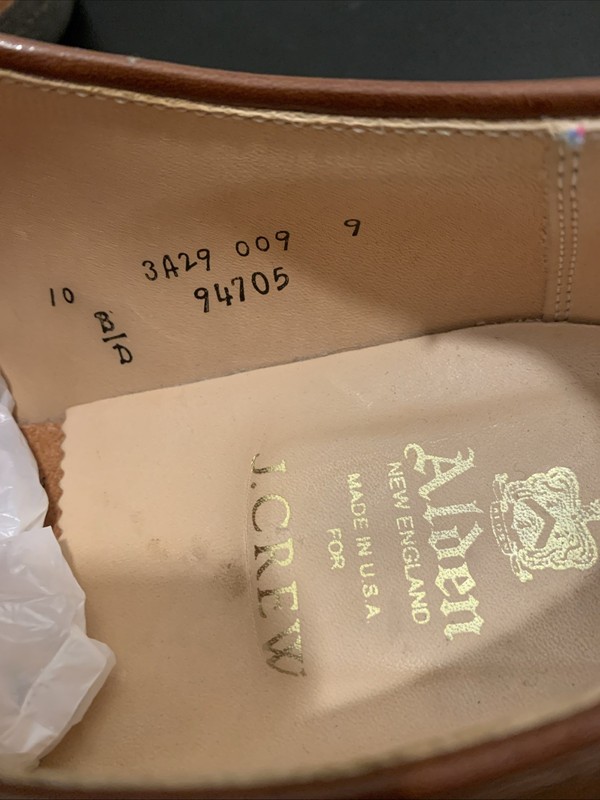 3A29 009 9
94705
10
B/D
Alden
NEW ENGLAND
MADE IN U.S.A
FOR
J.CREW